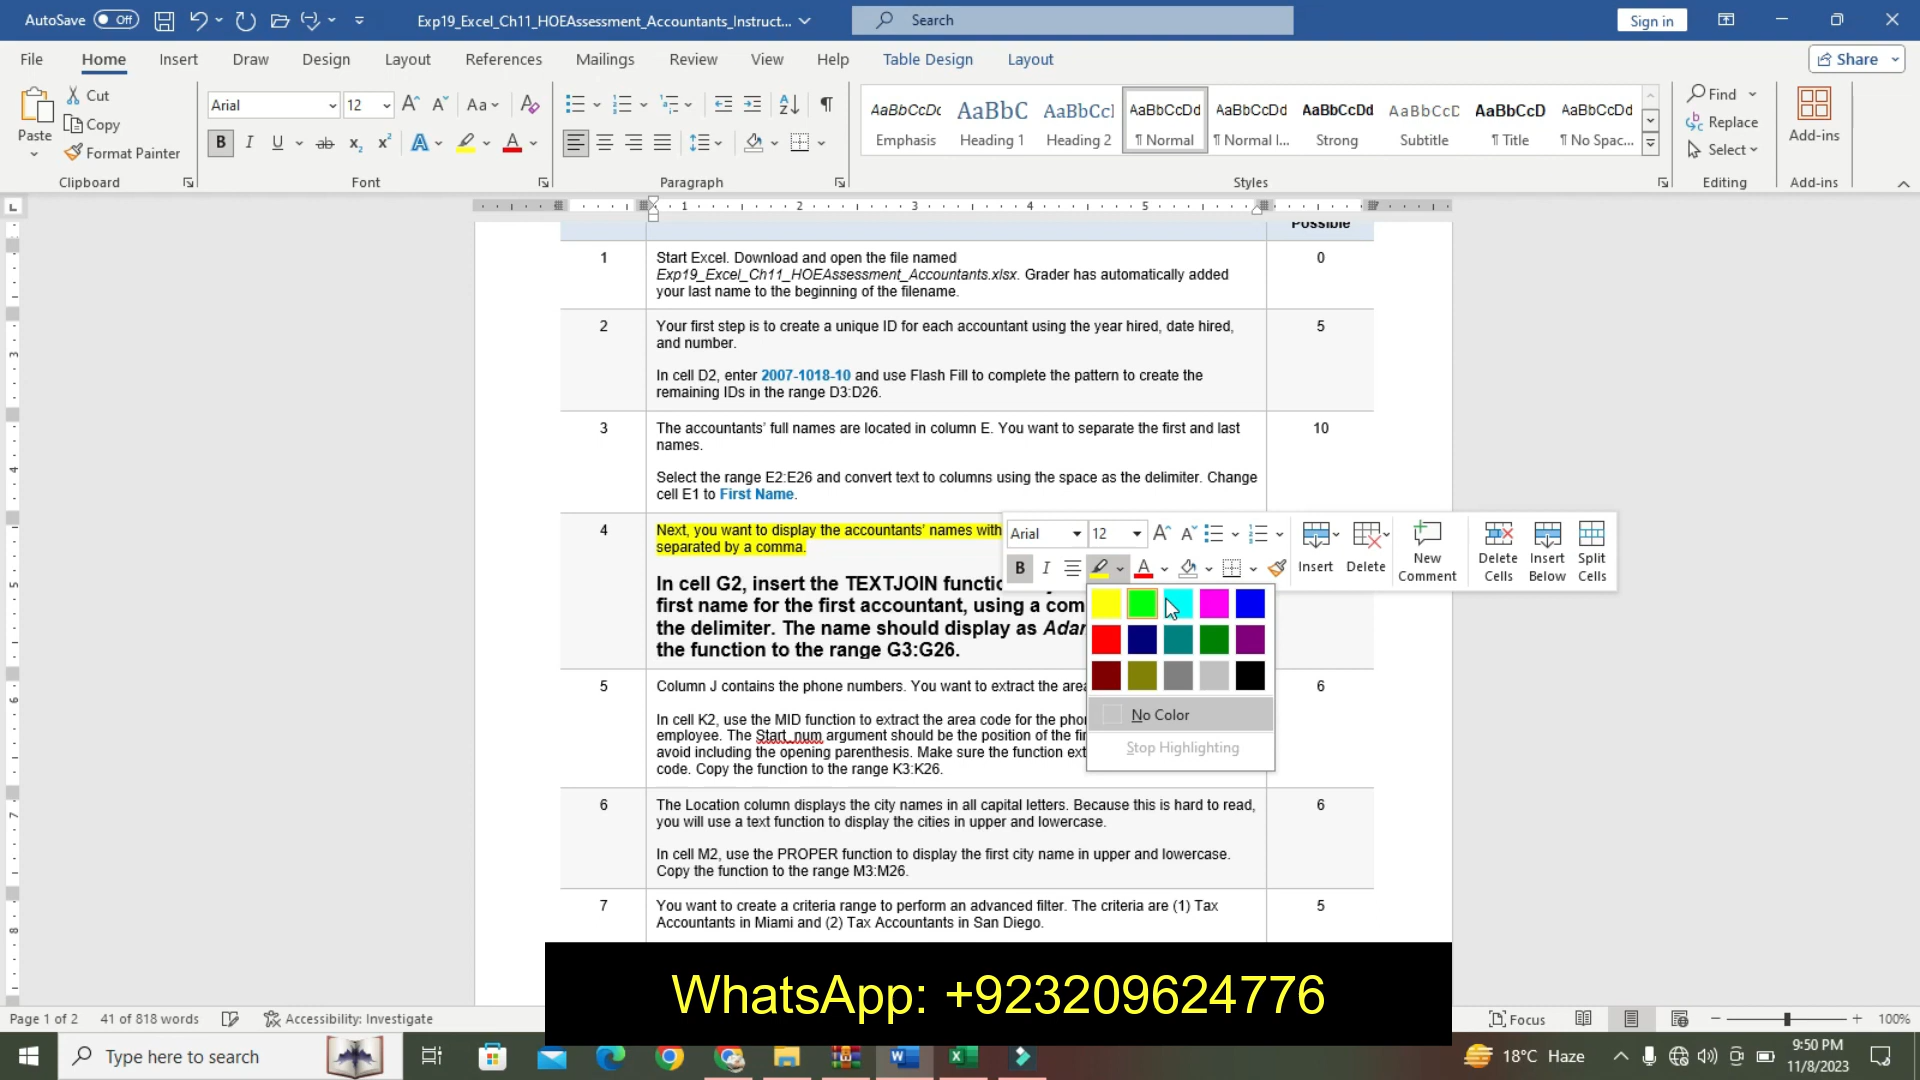 AutoSave Off
Exp19_Excel_Ch11_HOEAssessment_Accountants_Instruct...
Search
Sign in
File Home Insert Draw Design Layout References Mailings Review View Help Table Design Layout
Share
Paste
Cut
Copy
Format Painter
Clipboard
Arial 12
Font
Paragraph
AaBbCcDc AaBbC AaBbCcI AaBbCcDd AaBbCcDd AaBbCcDd AaBbCcD AaBbCcD AaBbCcDd
Emphasis Heading 1 Heading 2 ¶ Normal ¶ Normal I... Strong Subtitle ¶ Title ¶ No Spac...
Styles
Find
Replace
Select
Editing
Add-ins
Add-ins
1 2 3 4 5
Possible
1 Start Excel. Download and open the file named 0
Exp19_Excel_Ch11_HOEAssessment_Accountants.xlsx. Grader has automatically added
your last name to the beginning of the filename.
2 Your first step is to create a unique ID for each accountant using the year hired, date hired, 5
and number.
In cell D2, enter 2007-1018-10 and use Flash Fill to complete the pattern to create the
remaining IDs in the range D3:D26.
3 The accountants’ full names are located in column E. You want to separate the first and last 10
names.
Select the range E2:E26 and convert text to columns using the space as the delimiter. Change
cell E1 to First Name.
4 Next, you want to display the accountants’ names with
separated by a comma.
In cell G2, insert the TEXTJOIN functio
first name for the first accountant, using a com
the delimiter. The name should display as Adar
the function to the range G3:G26.
Arial 12
Insert Delete
New
Comment
Delete
Cells
Insert
Below
Split
Cells
No Color
Stop Highlighting
5 Column J contains the phone numbers. You want to extract the area 6
In cell K2, use the MID function to extract the area code for the phon
employee. The Start_num argument should be the position of the fir
avoid including the opening parenthesis. Make sure the function ext
code. Copy the function to the range K3:K26.
6 The Location column displays the city names in all capital letters. Because this is hard to read, 6
you will use a text function to display the cities in upper and lowercase.
In cell M2, use the PROPER function to display the first city name in upper and lowercase.
Copy the function to the range M3:M26.
7 You want to create a criteria range to perform an advanced filter. The criteria are (1) Tax 5
Accountants in Miami and (2) Tax Accountants in San Diego.
WhatsApp: +923209624776
Page 1 of 2 41 of 818 words Accessibility: Investigate
Focus
100%
Type here to search
18°C Haze
9:50 PM
11/8/2023